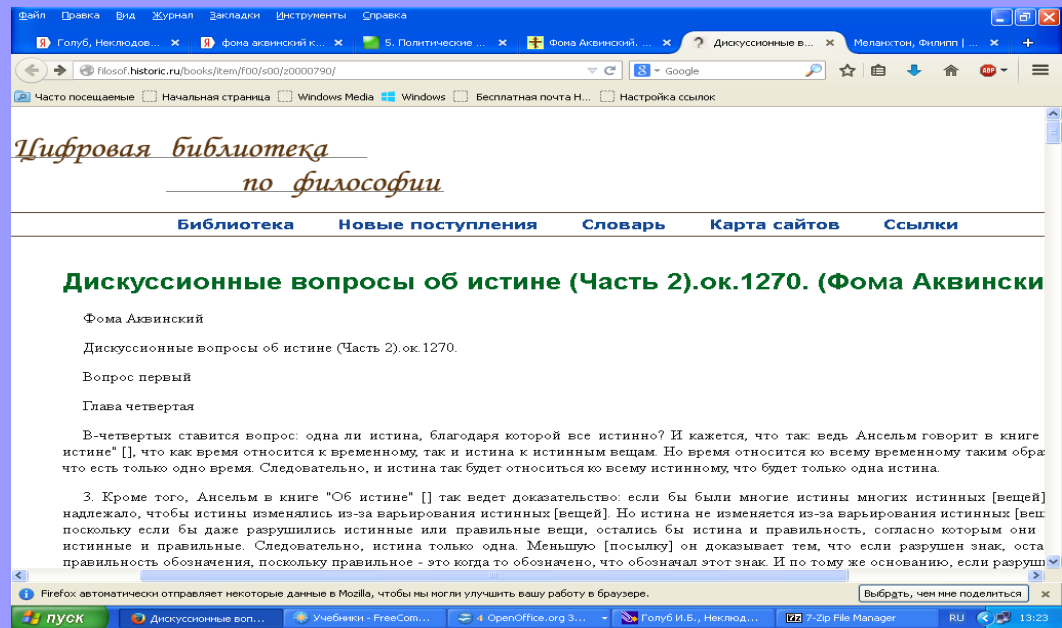 Файл Правка Вид Журнал Закладки Инструменты Справка
Голуб, Неклюдов... фома аквинский к... 5. Политические ... Фома Аквинский. ... Дискуссионные в... Меланхтон, Филипп | ...
filosof.historic.ru/books/item/f00/s00/z0000790/ Google ABP
Часто посещаемые Начальная страница Windows Media Windows Бесплатная почта H... Настройка ссылок
Цифровая библиотека
по философии
Библиотека Новые поступления Словарь Карта сайтов Ссылки
Дискуссионные вопросы об истине (Часть 2).ок.1270. (Фома Аквински
Фома Аквинский
Дискуссионные вопросы об истине (Часть 2).ок.1270.
Вопрос первый
Глава четвертая
В-четвертых ставится вопрос: одна ли истина, благодаря которой все истинно? И кажется, что так: ведь Ансельм говорит в книге
истине" [], что как время относится к временному, так и истина к истинным вещам. Но время относится ко всему временному таким обра
что есть только одно время. Следовательно, и истина так будет относиться ко всему истинному, что будет только одна истина.
3. Кроме того, Ансельм в книге "Об истине" [] так ведет доказательство: если бы были многие истины многих истинных [вещей]
надлежало, чтобы истины изменялись из-за варьирования истинных [вещей]. Но истина не изменяется из-за варьирования истинных [вещ
поскольку если бы даже разрушились истинные или правильные вещи, остались бы истина и правильность, согласно которым они
истинные и правильные. Следовательно, истина только одна. Меньшую [посылку] он доказывает тем, что если разрушен знак, оста
правильность обозначения, поскольку правильное - это когда то обозначено, что обозначал этот знак. И по тому же основанию, если разруш
Firefox автоматически отправляет некоторые данные в Mozilla, чтобы мы могли улучшить вашу работу в браузере. Выбрать, чем мне поделиться
пуск Дискуссионные воп... Учебники - FreeCom... 4 OpenOffice.org 3... Голуб И.Б., Неклюд... 7-Zip File Manager RU 13:23